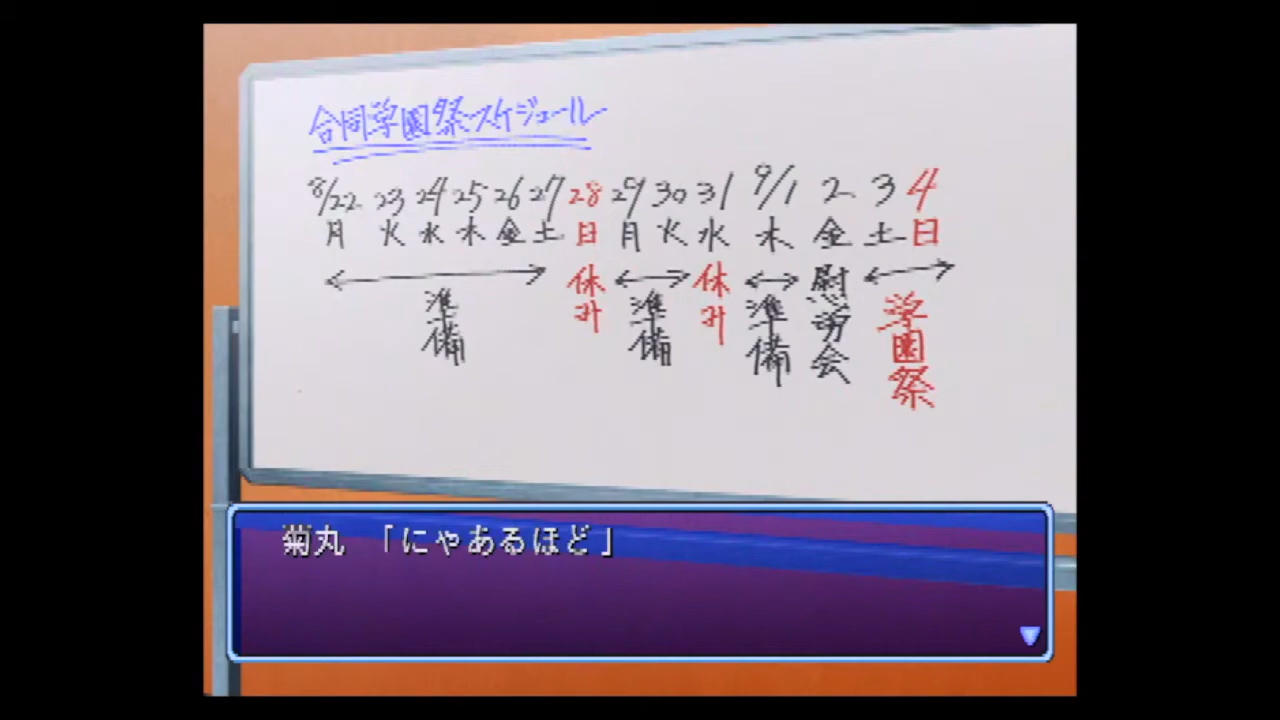 合同学園祭スケジュール
8/22 23 24 25 26 27 28 29 30 31 9/1 2 3 4
月 火 水 木 金 土 日 月 火 水 木 金 土 日
準備 休み 準備 休み 準備 慰労会 学園祭
菊丸 「にゃあるほど」